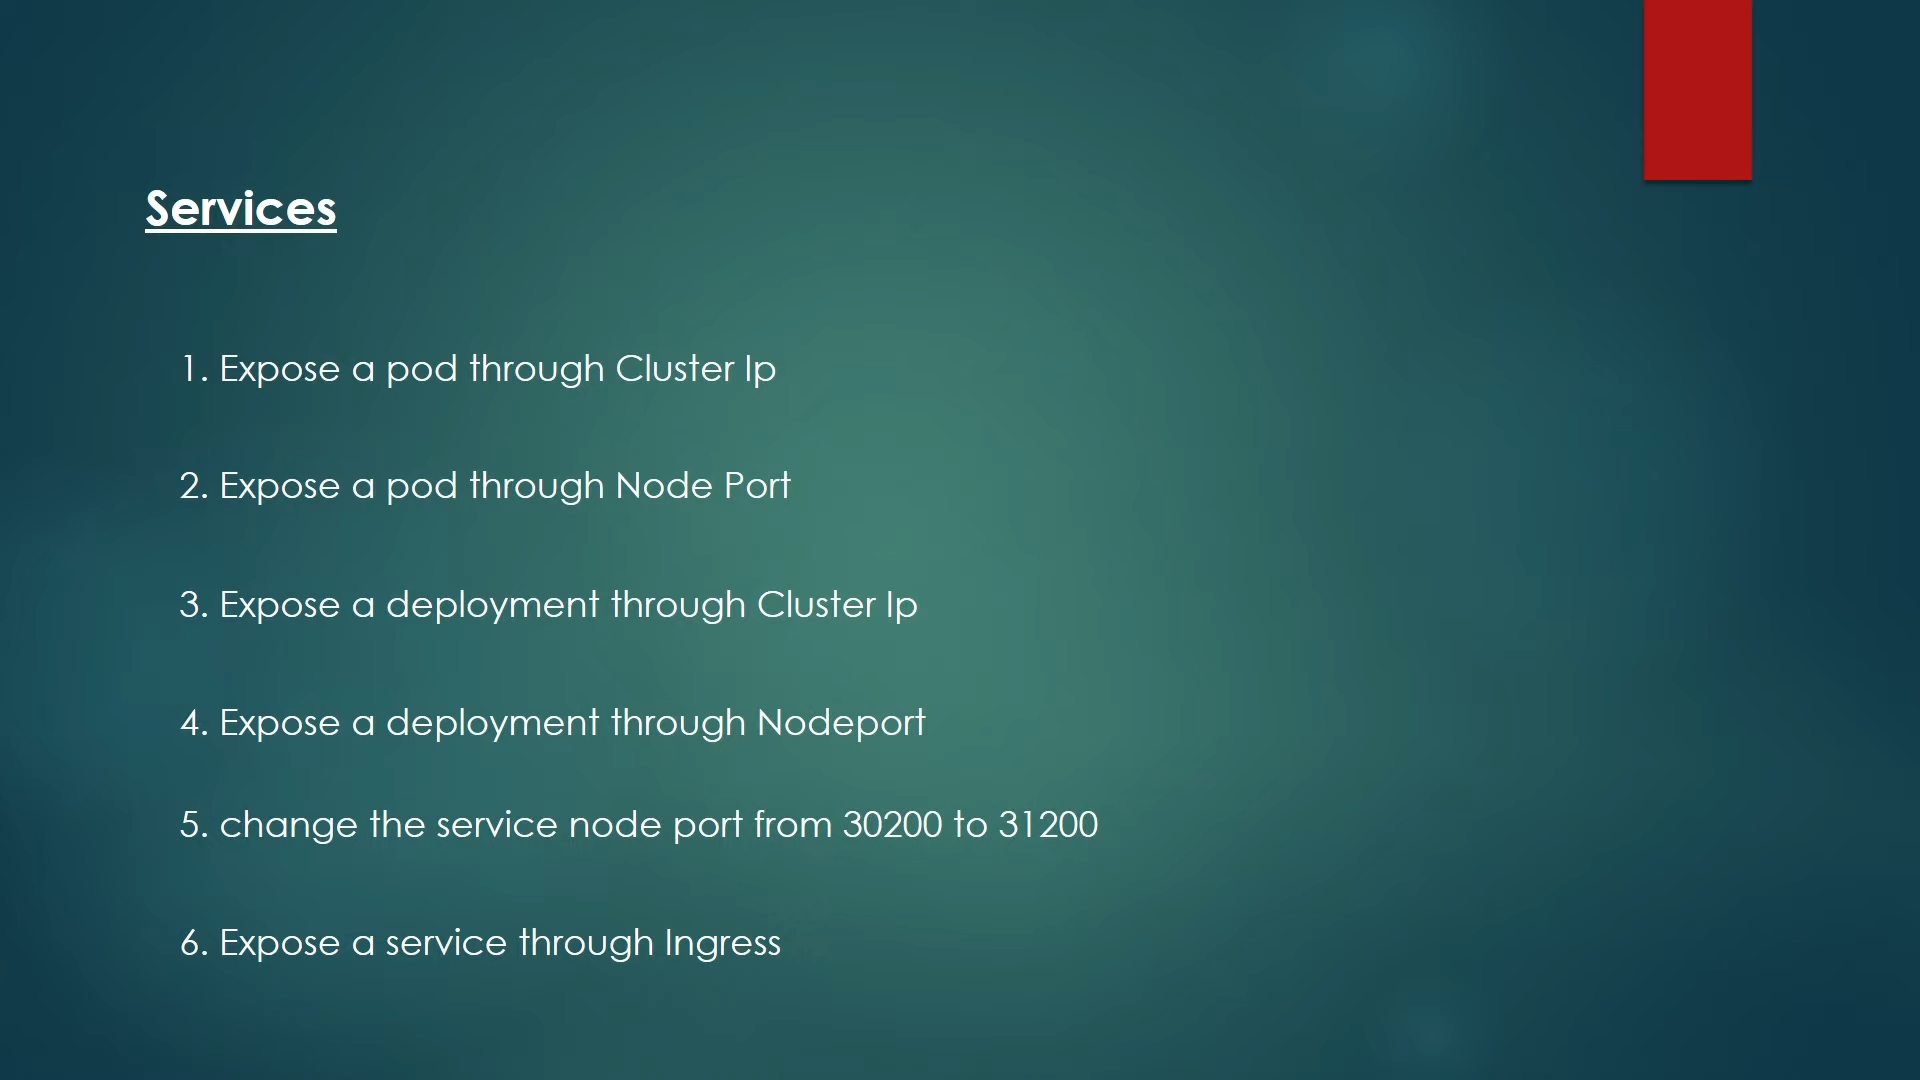 Services
1. Expose a pod through Cluster Ip
2. Expose a pod through Node Port
3. Expose a deployment through Cluster Ip
4. Expose a deployment through Nodeport
5. change the service node port from 30200 to 31200
6. Expose a service through Ingress